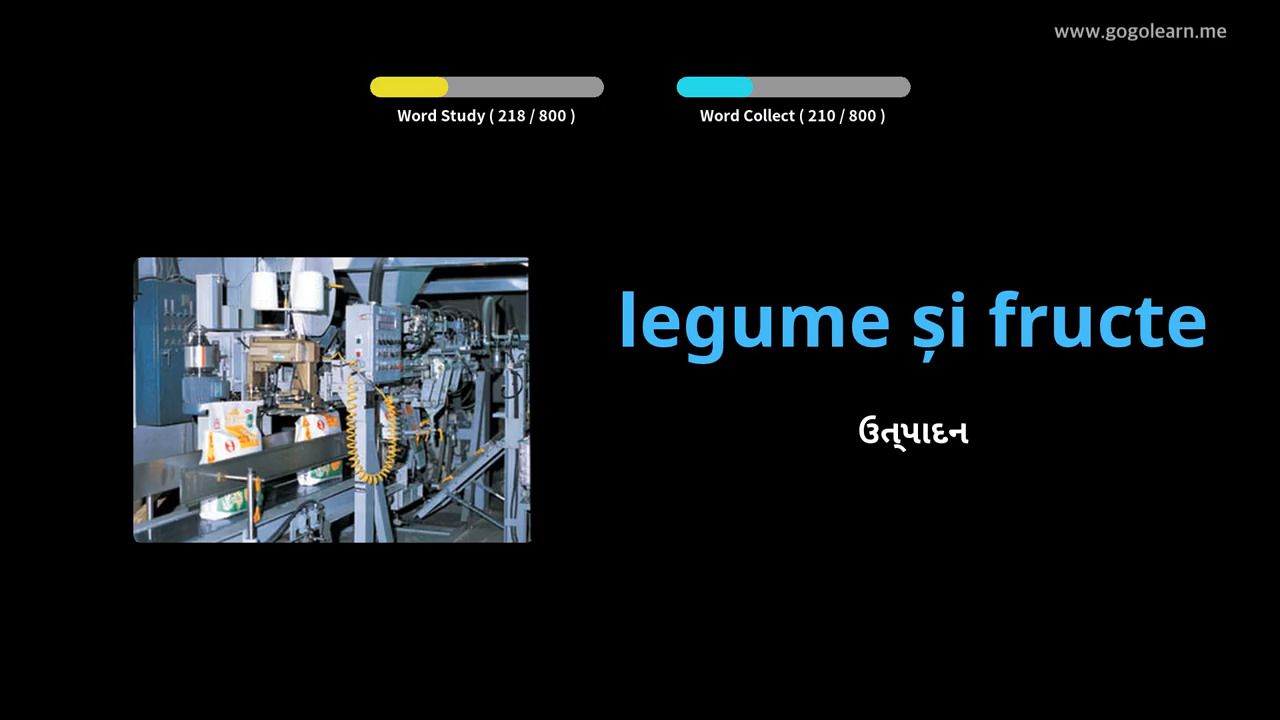 www.gogolearn.me
Word Study ( 218 / 800 )
Word Collect ( 210 / 800 )
legume și fructe
ઉત્પાદન